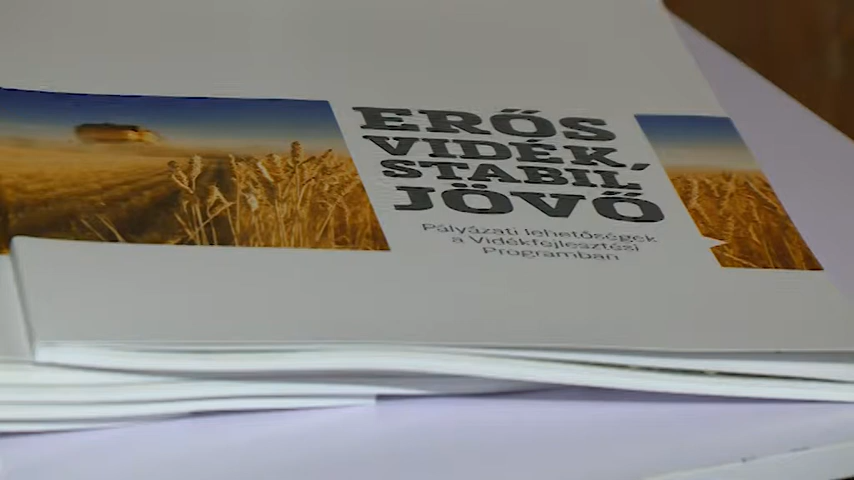 ERŐS
VIDÉK,
STABIL
JÖVŐ
Pályázati lehetőségek
a Vidékfejlesztési
Programban